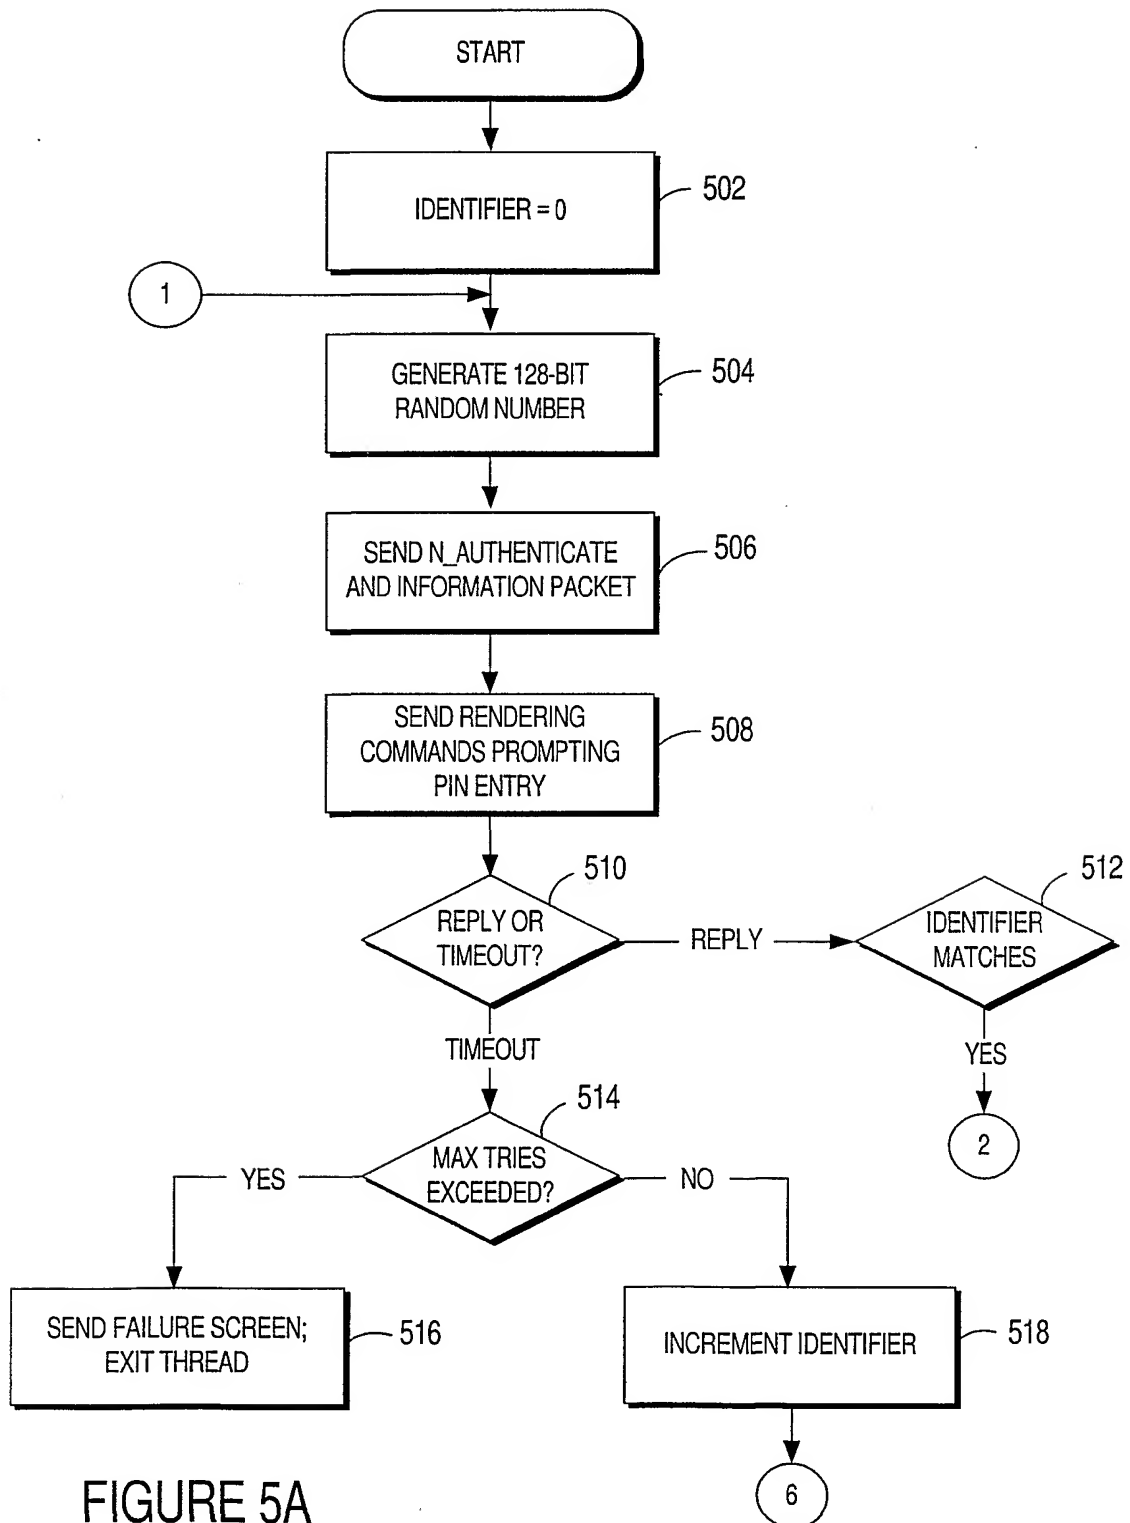 START
IDENTIFIER = 0
502
1
GENERATE 128-BIT
RANDOM NUMBER
504
SEND N_AUTHENTICATE
AND INFORMATION PACKET
506
SEND RENDERING
COMMANDS PROMPTING
PIN ENTRY
508
REPLY OR
TIMEOUT?
510
REPLY
IDENTIFIER
MATCHES
512
TIMEOUT
YES
2
MAX TRIES
EXCEEDED?
514
YES
NO
SEND FAILURE SCREEN;
EXIT THREAD
516
INCREMENT IDENTIFIER
518
6
FIGURE 5A